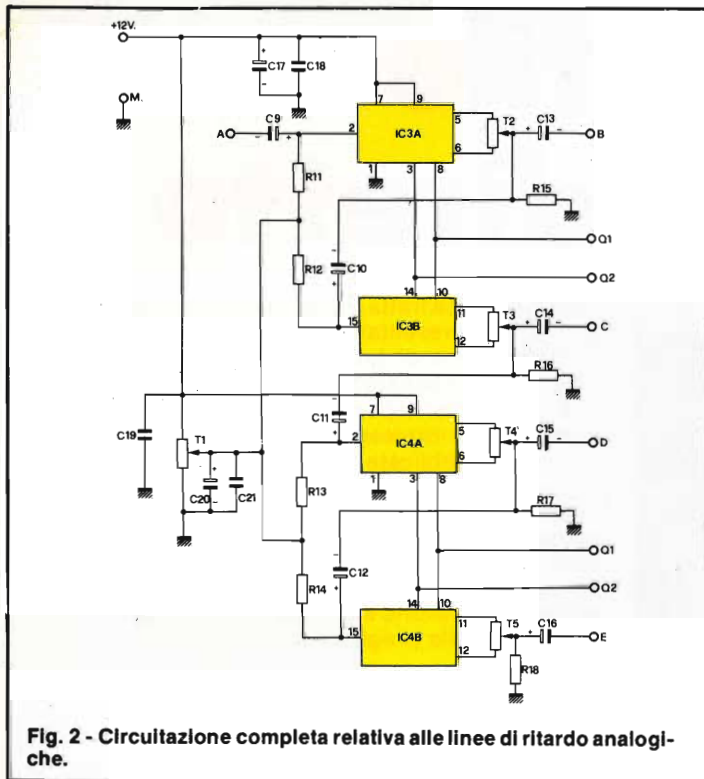 +12V.
C17
C18
M.
7
9
A
C9
2
IC3A
5
6
T2
C13
B
1
3
8
R11
R15
R12
C10
Q1
Q2
14
10
15
IC3B
11
12
T3
C14
C
R16
C11
C19
7
9
2
IC4A
5
6
T4
C15
D
T1
C20
C21
1
3
8
R13
R17
R14
C12
Q1
Q2
14
10
15
IC4B
11
12
T5
C16
E
R18
Fig. 2 - Circuitazione completa relativa alle linee di ritardo analogi-
che.